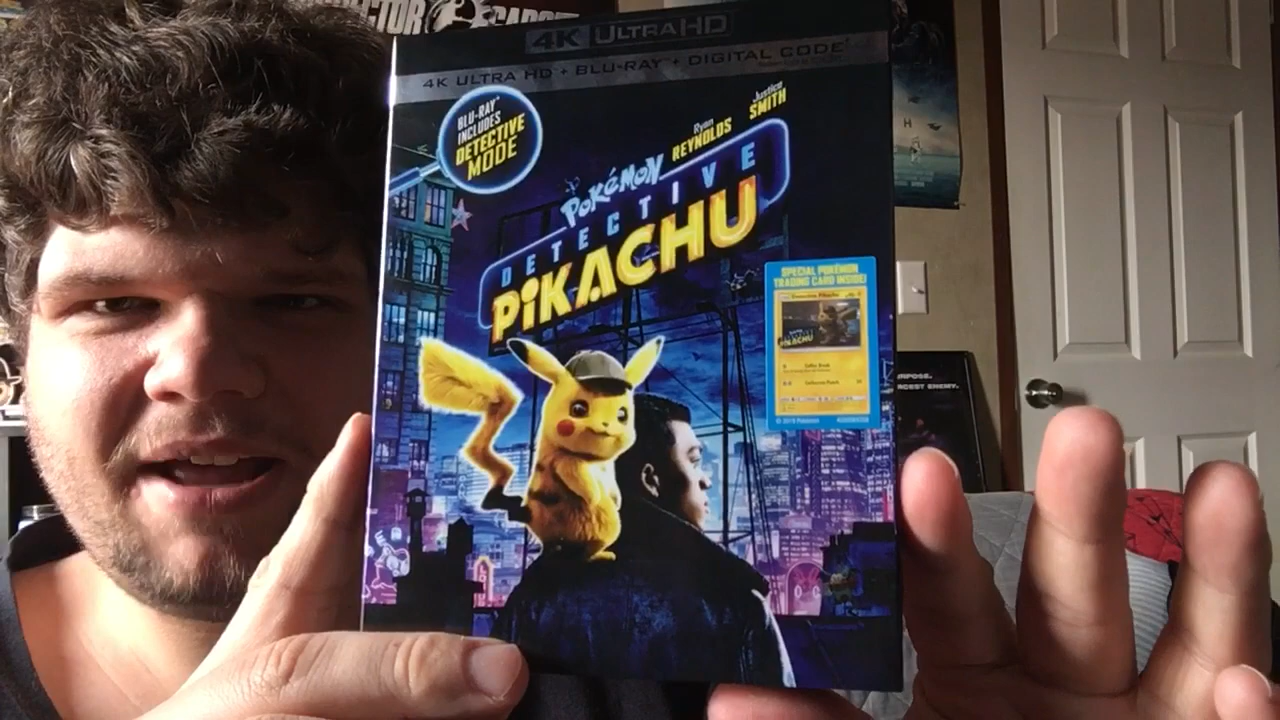 4K ULTRA HD
4K ULTRA HD + BLU-RAY + DIGITAL CODE
BLU-RAY
INCLUDES
DETECTIVE
MODE
Ryan
REYNOLDS
Justice
SMITH
POKéMON
DETECTIVE
PiKACHU
SPECIAL POKÉMON
TRADING CARD INSIDE!
Detective Pikachu
PIKACHU